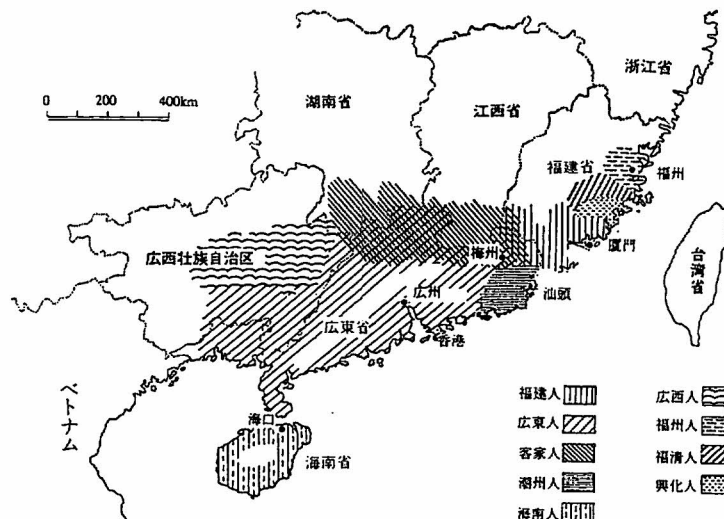 浙江省
0 200 400km
湖南省
江西省
福建省
福州
広西壮族自治区
梅州
厦門
台湾省
広州
汕頭
広東省
香港
ベトナム
海口
海南省
福建人
広東人
客家人
潮州人
海南人
広西人
福州人
福清人
興化人